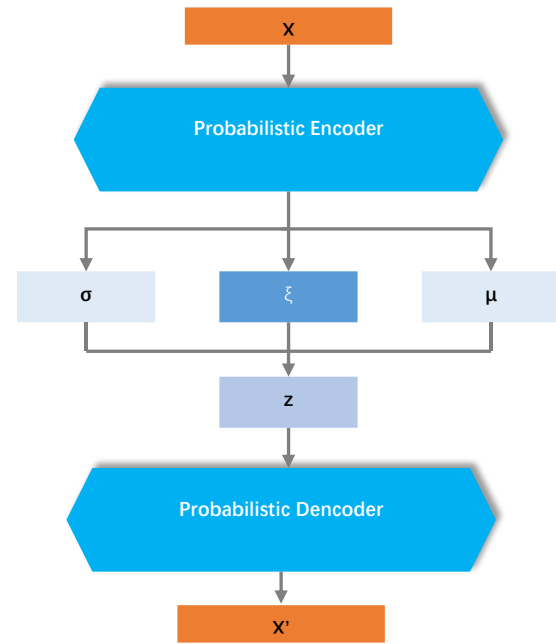 X
Probabilistic Encoder
σ
ξ
μ
z
Probabilistic Dencoder
X’